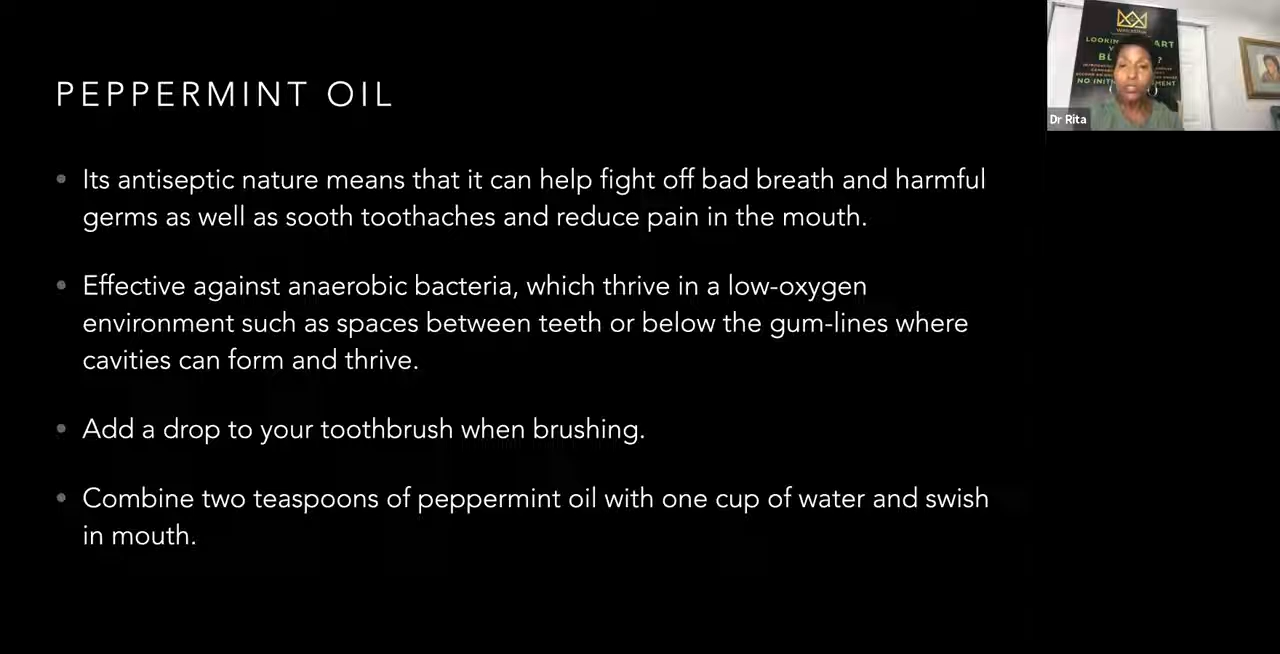 PEPPERMINT OIL
• Its antiseptic nature means that it can help fight off bad breath and harmful
germs as well as sooth toothaches and reduce pain in the mouth.
• Effective against anaerobic bacteria, which thrive in a low-oxygen
environment such as spaces between teeth or below the gum-lines where
cavities can form and thrive.
• Add a drop to your toothbrush when brushing.
• Combine two teaspoons of peppermint oil with one cup of water and swish
in mouth.
Dr Rita